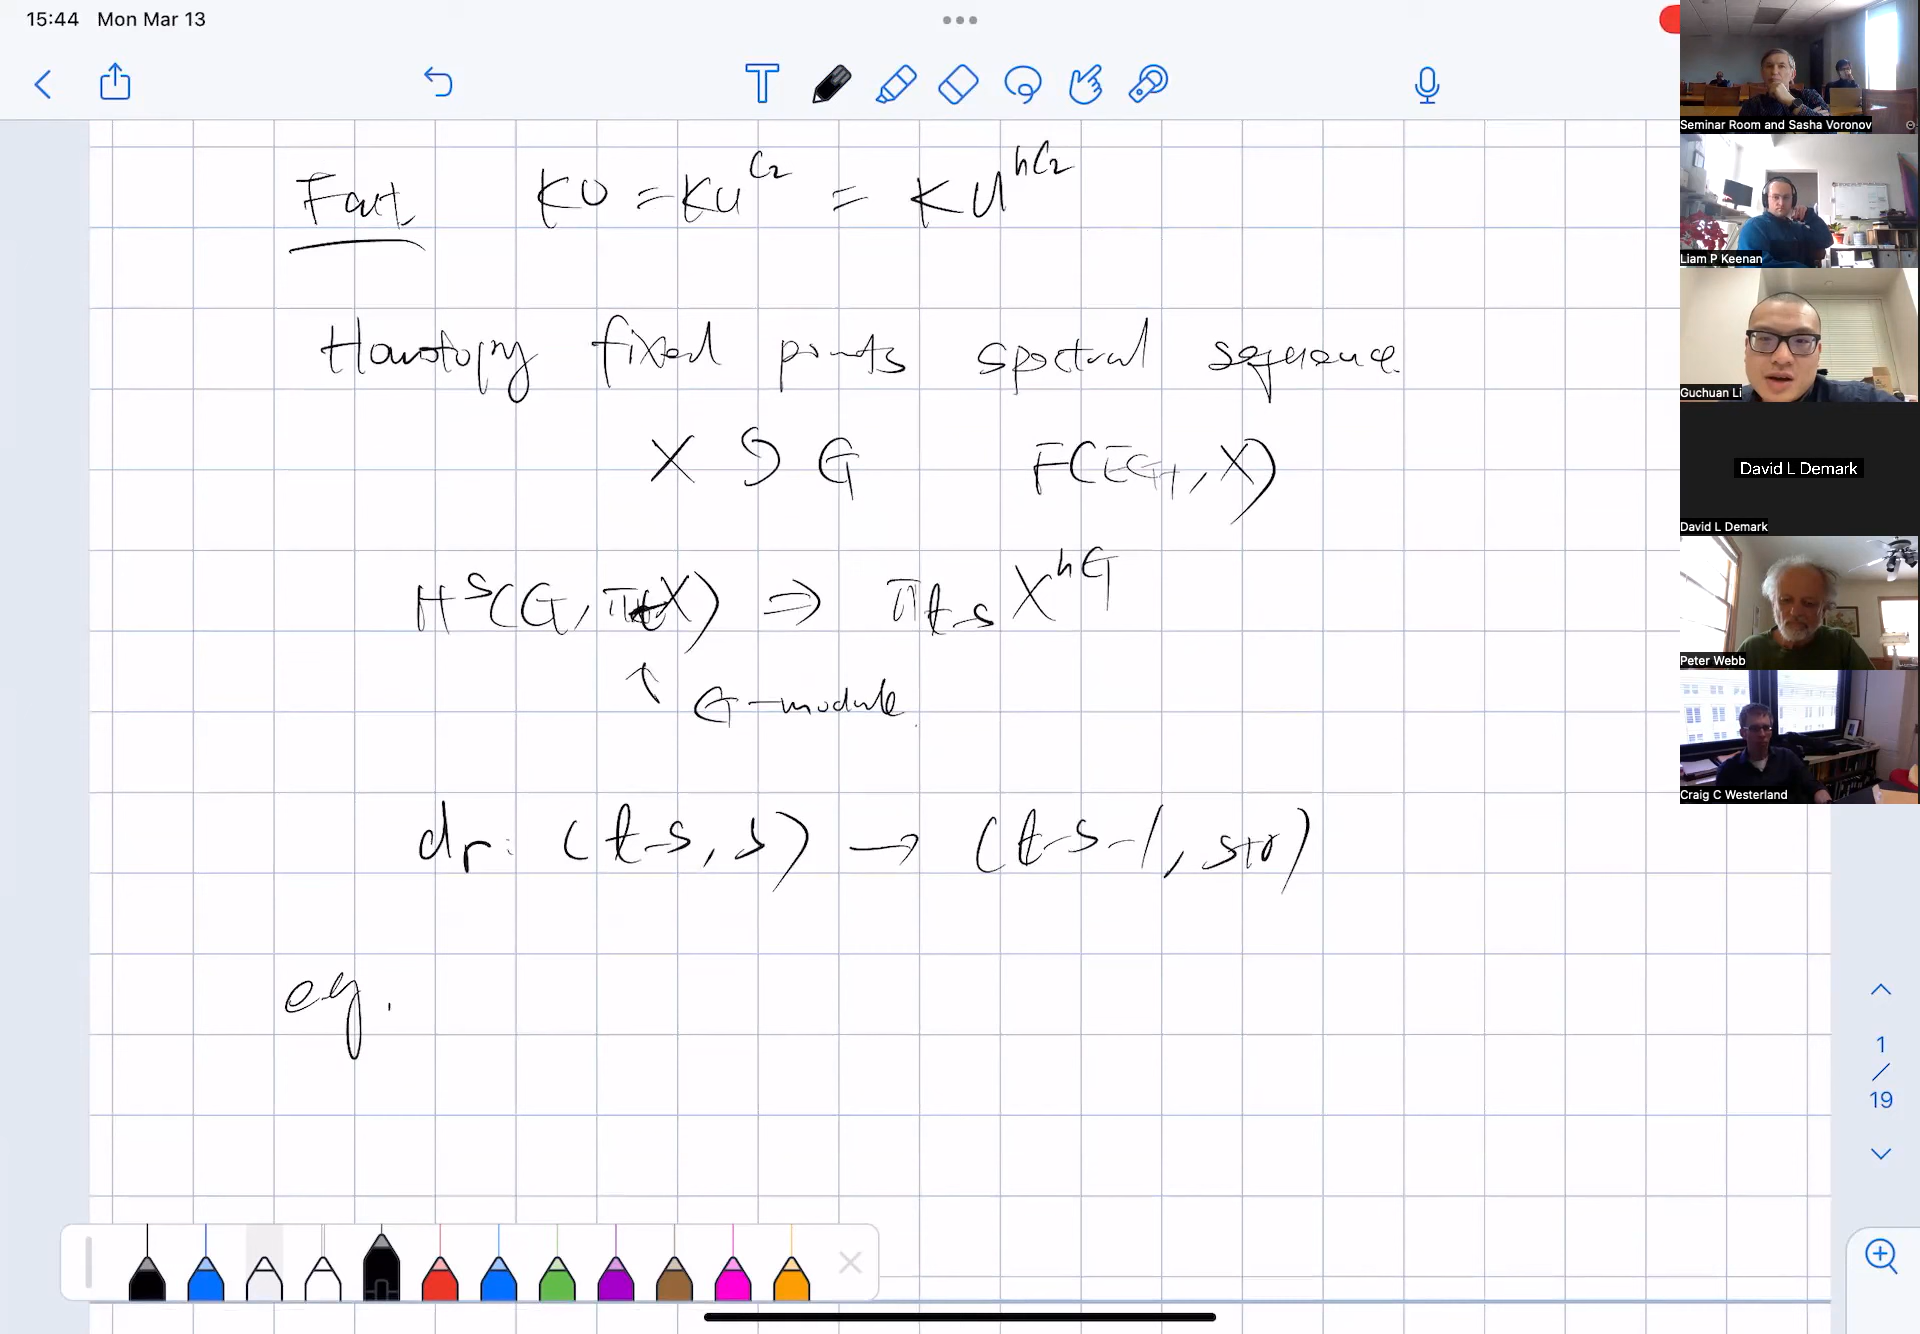 15:44 Mon Mar 13
Fact KO = KU^{C_2} = KU^{hC_2}
Homotopy fixed points spectral sequence
X ↺ G F(EG_+, X)
H^s(G, π_t X) ⇒ π_{t-s} X^{hG}
↑ G-module
d_r: (t-s, s) → (t-s-1, s+r)
eg.
1
/
19
Seminar Room and Sasha Voronov
Liam P Keenan
Guchuan Li
David L Demark
David L Demark
Peter Webb
Craig C Westerland